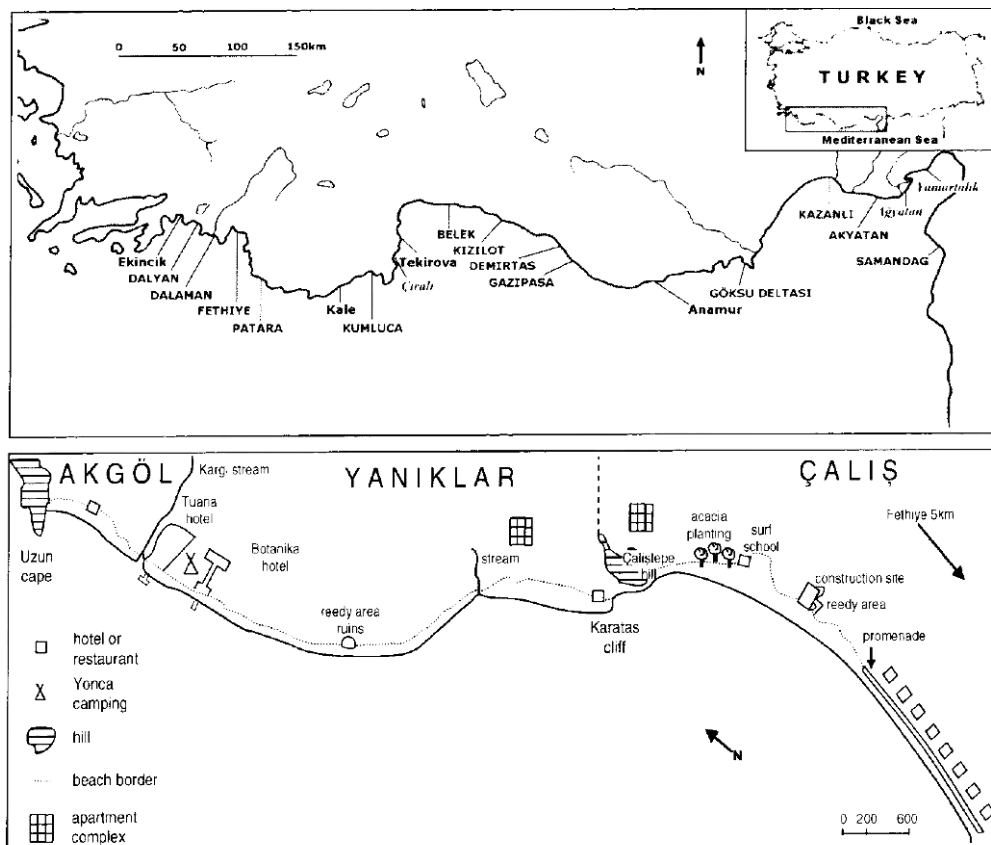 0 50 100 150km
N
Black Sea
TURKEY
Mediterranean Sea
Ekincik
DALYAN
DALAMAN
FETHIYE
PATARA
Kale
KUMLUCA
Tekirova
Çıralı
BELEK
KIZILOT
DEMIRTAS
GAZIPASA
Anamur
GÖKSU DELTASI
KAZANLI
Ağyatan
AKYATAN
Yumurtalık
SAMANDAG
AKGÖL
YANIKLAR
ÇALIŞ
Karg. stream
Tuana
hotel
Uzun
cape
Botanika
hotel
reedy area
ruins
stream
Çalıştepe
hill
Karatas
cliff
acacia
planting
surf
school
Fethiye 5km
construction site
reedy area
promenade
hotel or
restaurant
Yonca
camping
hill
beach border
apartment
complex
N
0 200 600